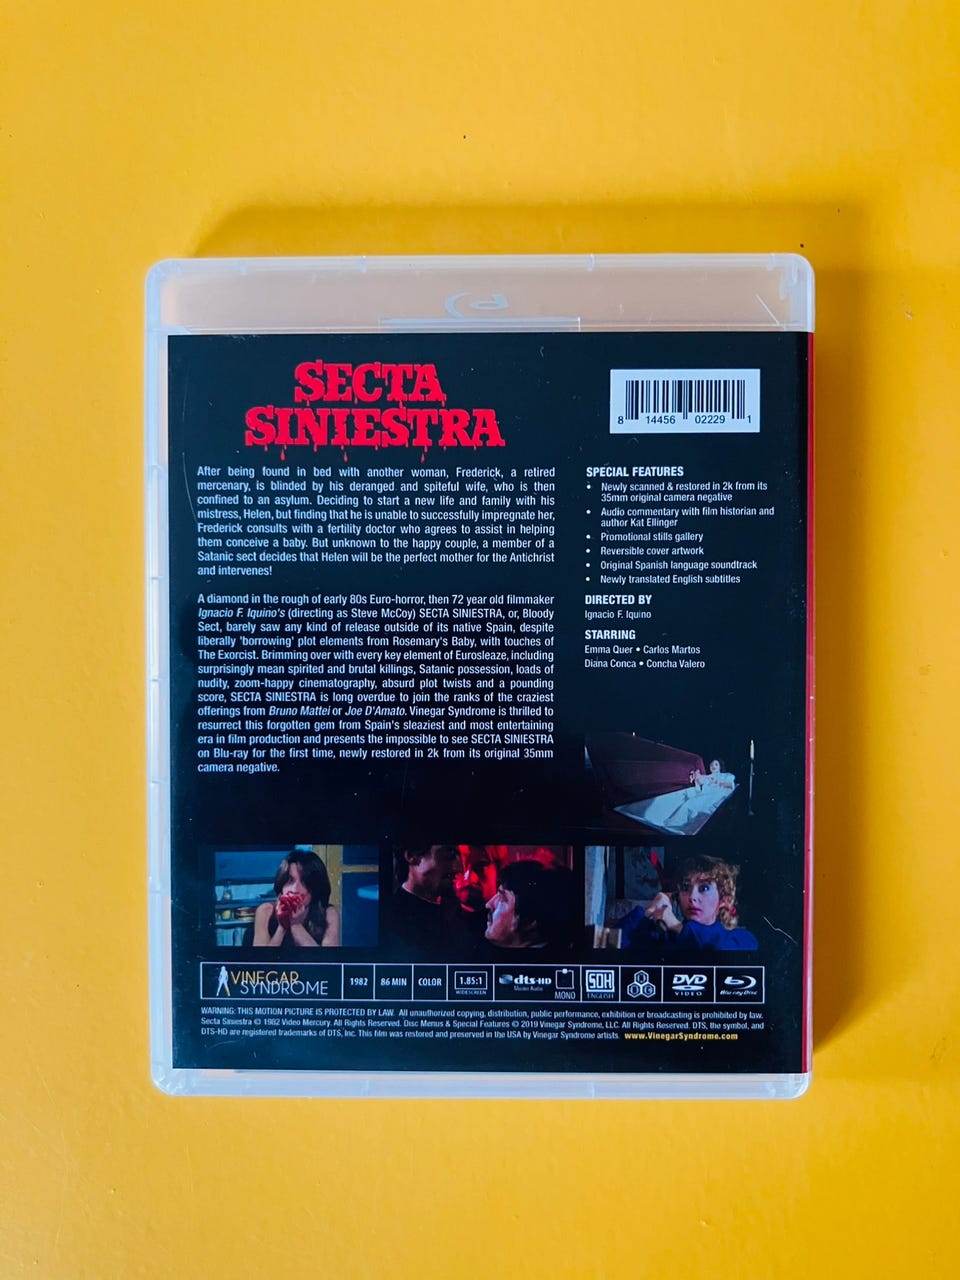 SECTA
SINIESTRA
8 14456 02229 1
After being found in bed with another woman, Frederick, a retired
mercenary, is blinded by his deranged and spiteful wife, who is then
confined to an asylum. Deciding to start a new life and family with his
mistress, Helen, but finding that he is unable to successfully impregnate her,
Frederick consults with a fertility doctor who agrees to assist in helping
them conceive a baby. But unknown to the happy couple, a member of a
Satanic sect decides that Helen will be the perfect mother for the Antichrist
and intervenes!
A diamond in the rough of early 80s Euro-horror, then 72 year old filmmaker
Ignacio F. Iquino's (directing as Steve McCoy) SECTA SINIESTRA, or, Bloody
Sect, barely saw any kind of release outside of its native Spain, despite
liberally 'borrowing' plot elements from Rosemary's Baby, with touches of
The Exorcist. Brimming over with every key element of Eurosleaze, including
surprisingly mean spirited and brutal killings, Satanic possession, loads of
nudity, zoom-happy cinematography, absurd plot twists and a pounding
score, SECTA SINIESTRA is long overdue to join the ranks of the craziest
offerings from Bruno Mattei or Joe D'Amato. Vinegar Syndrome is thrilled to
resurrect this forgotten gem from Spain's sleaziest and most entertaining
era in film production and presents the impossible to see SECTA SINIESTRA
on Blu-ray for the first time, newly restored in 2k from its original 35mm
camera negative.
SPECIAL FEATURES
• Newly scanned & restored in 2k from its
35mm original camera negative
• Audio commentary with film historian and
author Kat Ellinger
• Promotional stills gallery
• Reversible cover artwork
• Original Spanish language soundtrack
• Newly translated English subtitles
DIRECTED BY
Ignacio F. Iquino
STARRING
Emma Quer • Carlos Martos
Diana Conca • Concha Valero
VINEGAR
SYNDROME
1982
86 MIN
COLOR
1.85:1
WIDESCREEN
dts-HD
Master Audio
MONO
SDH
ENGLISH
ABC
DVD
VIDEO
Blu-ray Disc
WARNING: THIS MOTION PICTURE IS PROTECTED BY LAW. All unauthorized copying, distribution, public performance, exhibition or broadcasting is prohibited by law.
Secta Siniestra © 1982 Video Mercury. All Rights Reserved. Disc Menus & Special Features © 2019 Vinegar Syndrome, LLC. All Rights Reserved. DTS, the symbol, and
DTS-HD are registered trademarks of DTS, Inc. This film was restored and preserved in the USA by Vinegar Syndrome artists. www.VinegarSyndrome.com